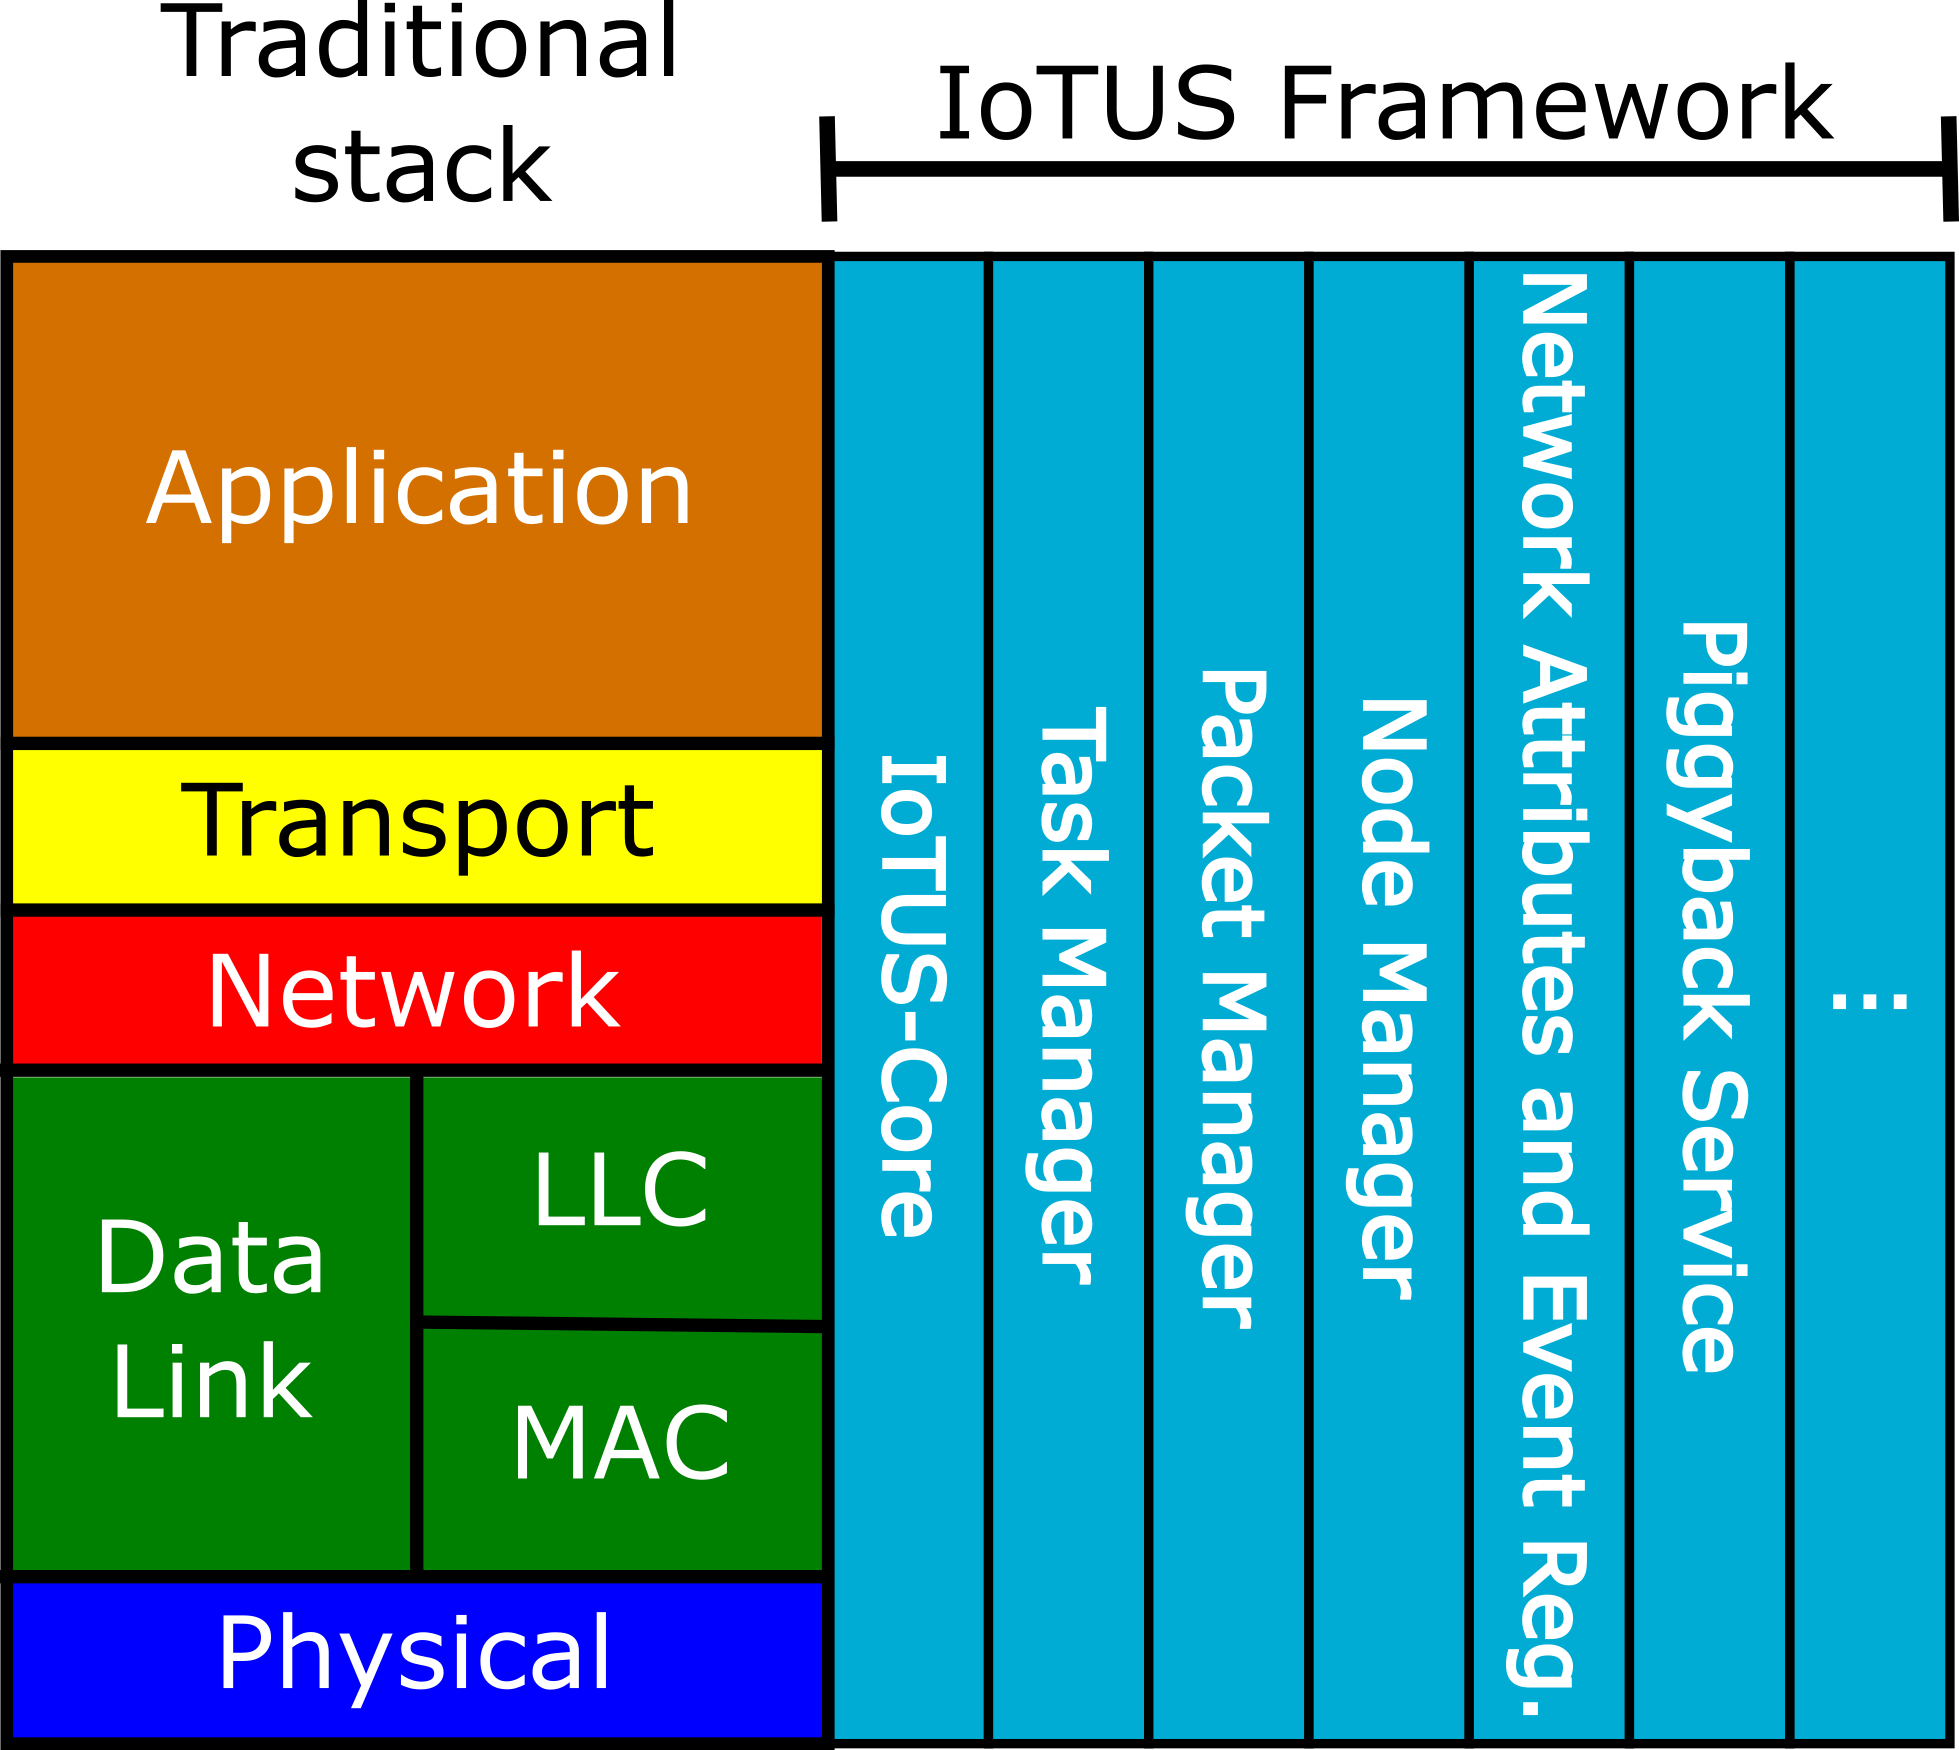 Traditional
stack
IoTUS Framework
Application
Transport
Network
Data
Link
LLC
MAC
Physical
IoTUS-Core
Task Manager
Packet Manager
Node Manager
Network Attributes and Event Reg.
Piggyback Service
...